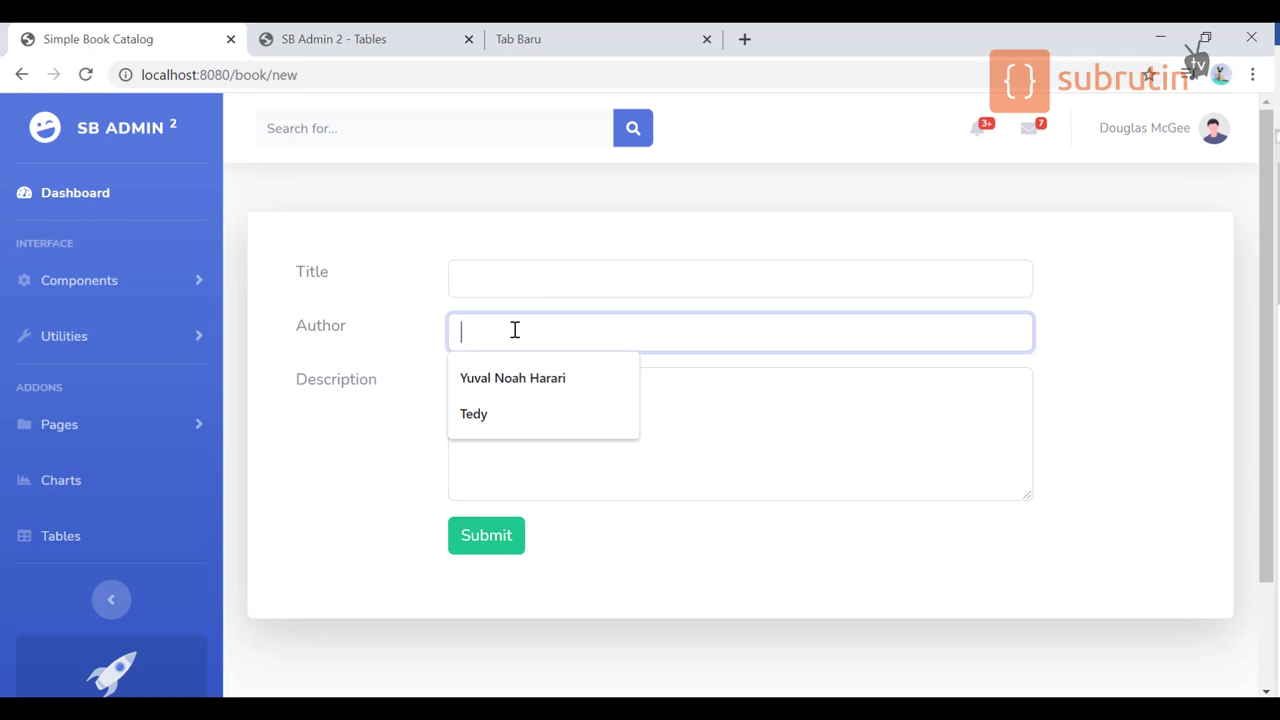 Simple Book Catalog
SB Admin 2 - Tables
Tab Baru
localhost:8080/book/new
{ } subrutin tv
SB ADMIN 2
Search for...
3+
7
Douglas McGee
Dashboard
INTERFACE
Components
Utilities
ADDONS
Pages
Charts
Tables
Title
Author
Yuval Noah Harari
Tedy
Description
Submit